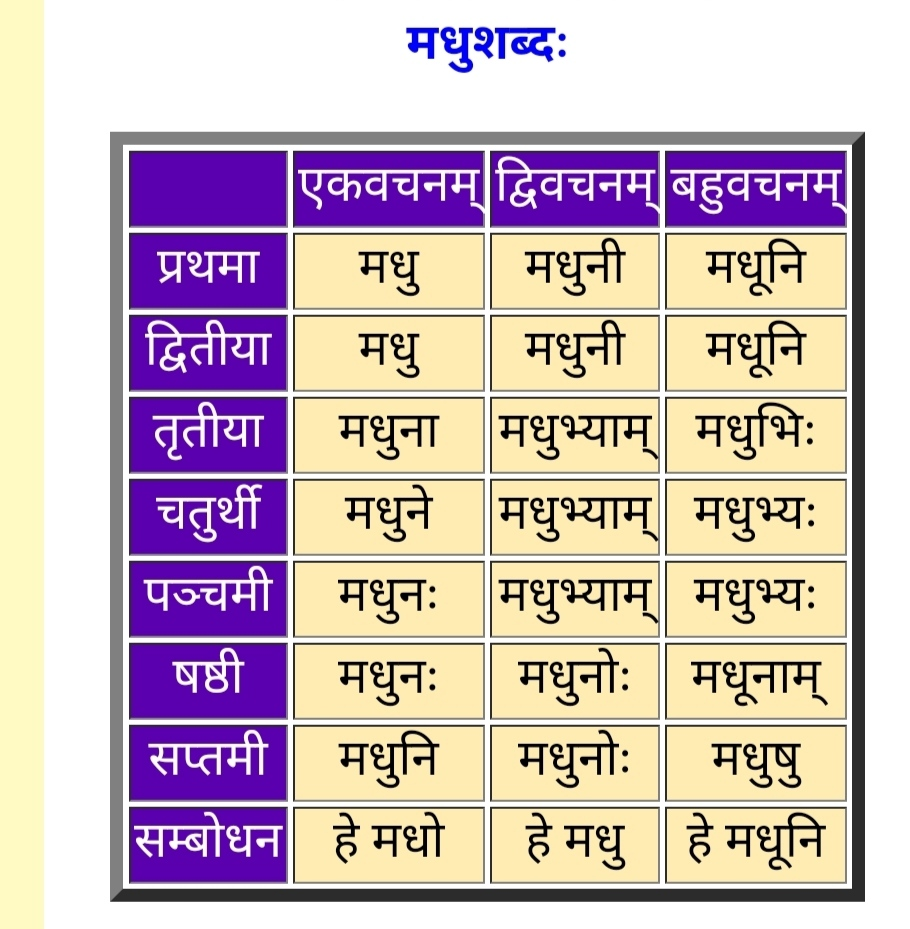 मधुशब्दः
एकवचनम् द्विवचनम् बहुवचनम्
प्रथमा मधु मधुनी मधूनि
द्वितीया मधु मधुनी मधूनि
तृतीया मधुना मधुभ्याम् मधुभिः
चतुर्थी मधुने मधुभ्याम् मधुभ्यः
पञ्चमी मधुनः मधुभ्याम् मधुभ्यः
षष्ठी मधुनः मधुनोः मधूनाम्
सप्तमी मधुनि मधुनोः मधुषु
सम्बोधन हे मधो हे मधु हे मधूनि